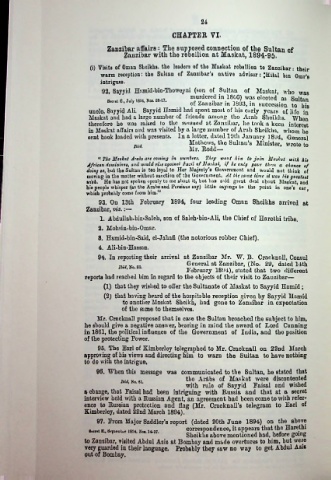 24
CHAPTER VI.
Zanzibar affairs: The supposed connection of the Sultan of
Zanzibar with the rebellion at Maskat, 1894-95.
(i) Visits of Oman Sheikhs, the leaders of the Maskat rebellion to Zanzibar: their
warm reception: the Sultan of Zanzibar's native adviser: Hilal bin Omr's
intrigues.
92. Sayyid Hamid-bin-Thowayni (son of Sultan of Maskat, who was
murdered in 1866) was elected as Sultan
of Zanzibar in 1893, in succession to his
uncle, Sayyid Ali. Sayyid Hamid had spent most of his early years of life in
Maskat and had a large number of friends among the Arab Sheikhs. When
therefore he was raised to the masnad of Zanzibar, he took a keen interest
in Maskat affairs and was visited by a large number of Arab Sheikhs, whom he
sent back loaded with presents. In a letter, dated 19th January 1894, General
Ibid.
Mathews, the Sultan's Minister, wrote to
Mr. Rodd—
"The Maskat Arabs are coming in numbers. They want him to join Maskat with his
African dominions, and would rise against Sayid of Maskat, if he only gave them a chance of
doing so, but the Sultan is too loyal to Her Majesty's Government and would not think of
moving in the matter without sanction of the Government. At the same time it was his greatest
wish. He has not spoken openly to me about it, but has said great deal about Maskat, and
his people whisper (as the Arabs and Persians say) little sayings to the point in one's ear,
which probably come from him."
93. On 13th February 1894, four leading Oman Sheikhs arrived at
Zanzibar, viz. :—
1. Abdullah-bin-Saleh, son of Saleh-bin-Ali, the Chief of Harethi tribe.
2. Mohsin-bin-Omar.
3. Hamid-bin-Said, el-Jahafi (the notorious robber Chief).
4. Ali-bin-Hassan.
94. In reporting their arrival at Zanzibar Mr. W. B. Cracknall, Consul
General at Zanzibar, (No. 29, dated 14th
February 1894), stated that two different
reports had reached him in regard to the objects of their visit to Zanzibar—
(1) that they wished to offer the Sultanate of Maskat to Sayyid Hamid;
(2) that having heard of the hospitable reception given by Sayyid Hamid
to another Maskat Sheikh, had gone to Zanzibar in expectation
of the same to themselves.
Mr. Cracknall proposed that in case the Sultan broached the subject to him,
he should give a negative answer, bearing in mind the award of Lord Canning
in 1861, the political influence of the Government of India, and the position
of the protecting Power.
95. The Earl of Kimberley telegraphed to Mr. Cracknall on 22nd March
approving of his views and directing him to warn the Sultan to have nothing
to do with the intrigue.
96. When this message was communicated to the Sultan, he stated that
the Arabs of Maskat were discontented
with rule of Sayyid Faisal and wished
a change, that Faisal had been intriguing with Russia and that at a secret
interview held with a Russian Agent, an agreement had been come to with reference
to Russian protection and flag (Mr. Cracknall's telegram to Earl of
Kimberley, dated 23rd March 1894).
97. From Major Saddler's report (dated 20th June 1894) on the above
correspondence, it appears that the Harethi
Sheikhs above mentioned had, before going
to Zanzibar, visited Abdul Azis at Bombay and made overtures to him, but were
very guarded in their language. Probably they saw no way to get Abdul Azis
out of Bombay.